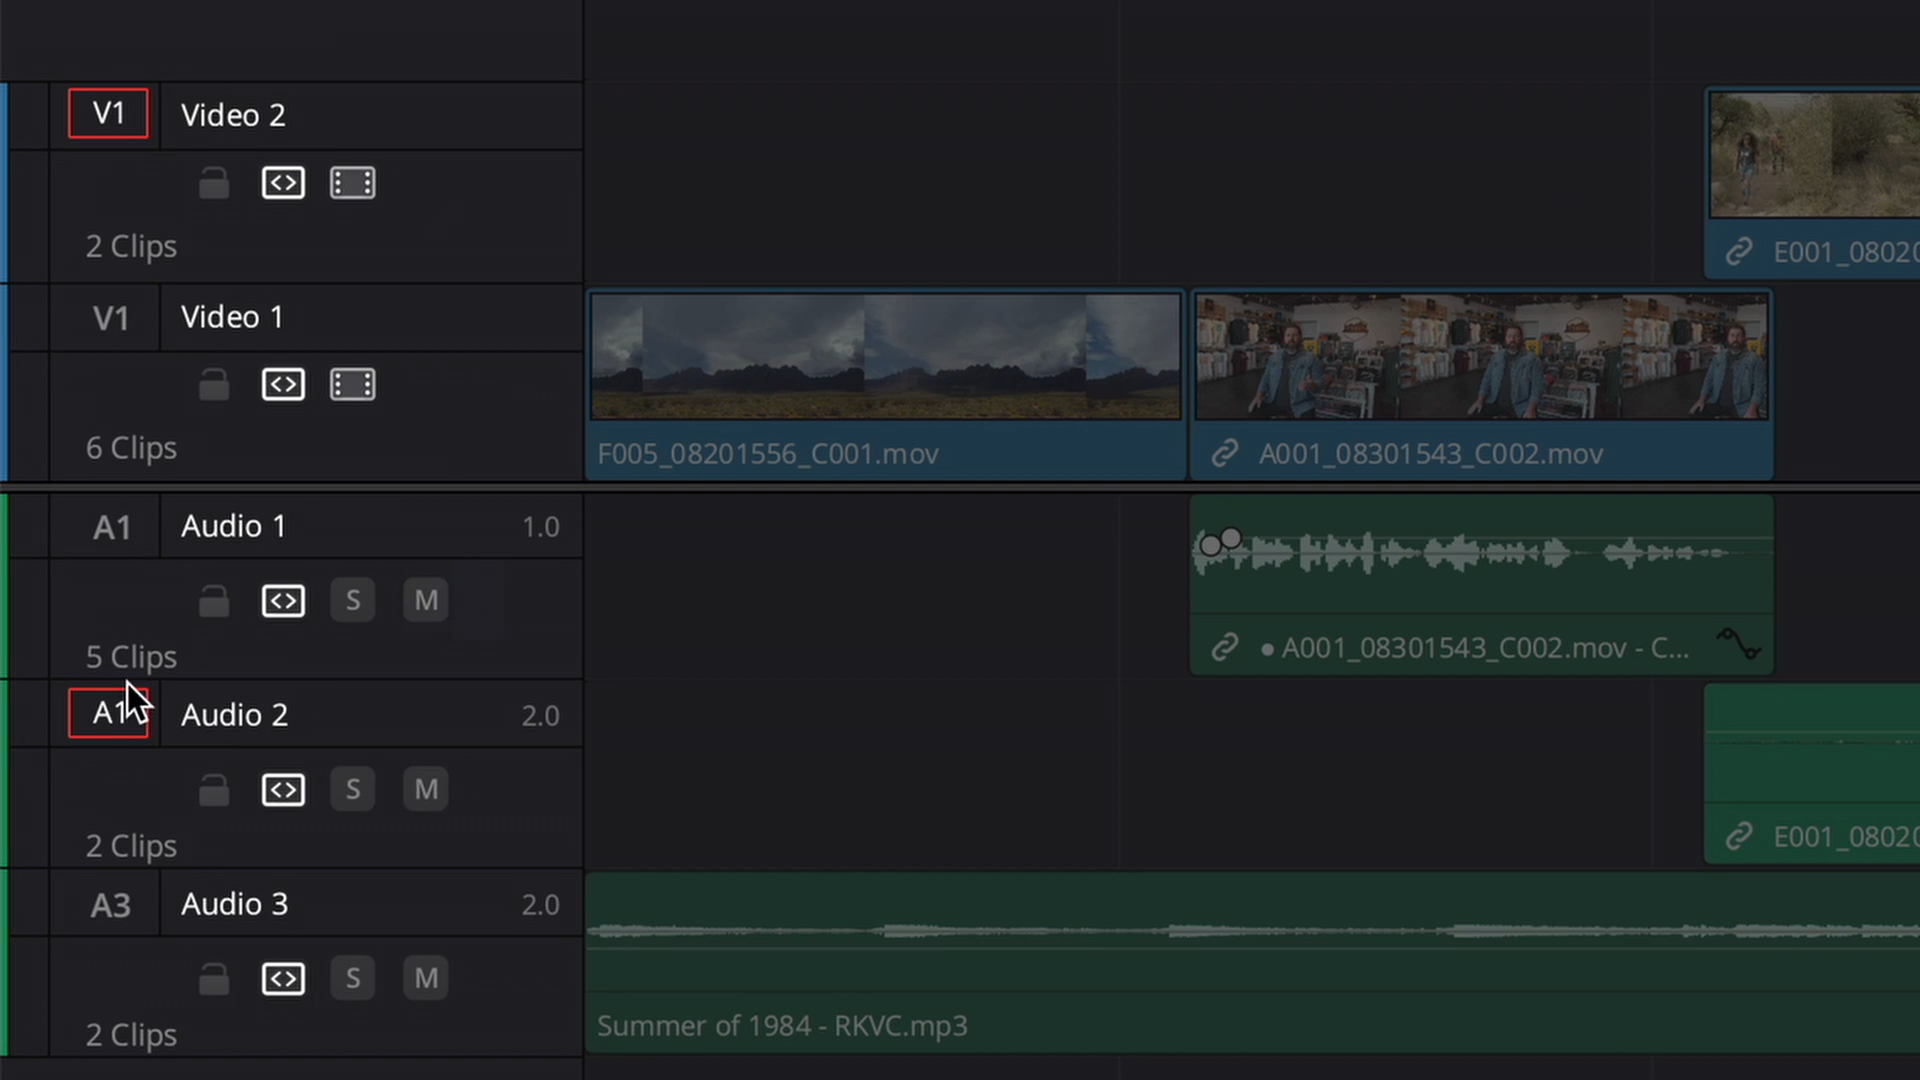 V1 Video 2
2 Clips
E001_08020
V1 Video 1
6 Clips
F005_08201556_C001.mov
A001_08301543_C002.mov
A1 Audio 1 1.0
S M
5 Clips
A001_08301543_C002.mov - C...
A1 Audio 2 2.0
S M
2 Clips
E001_08020
A3 Audio 3 2.0
S M
2 Clips
Summer of 1984 - RKVC.mp3